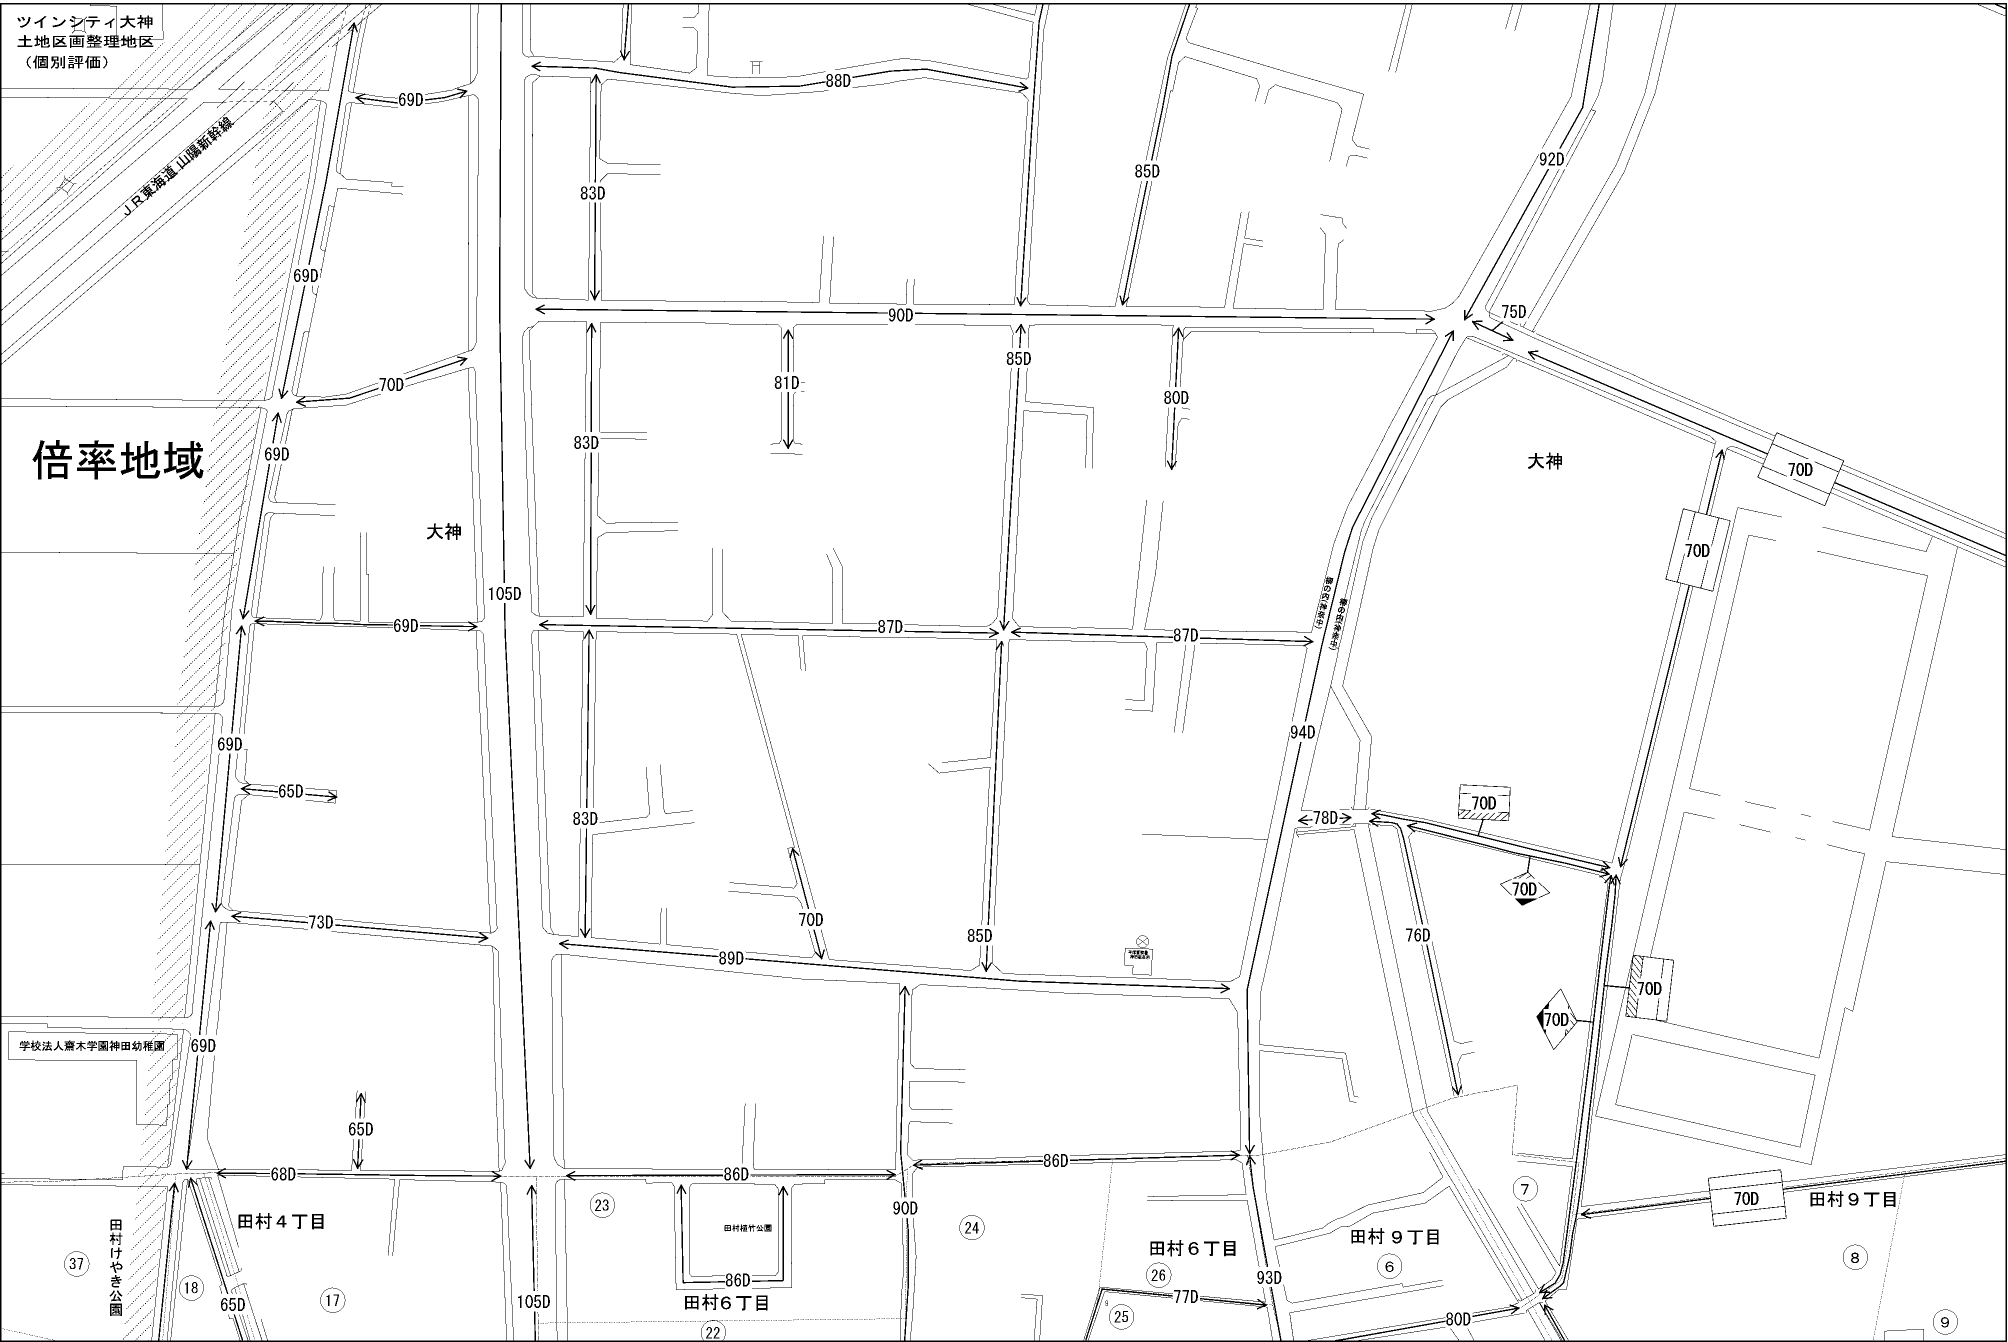 ツインシティ大神
土地区画整理地区
（個別評価）
69D
88D
92D
JR東海道山陽新幹線
83D
85D
69D
90D
75D
70D
81D
85D
80D
倍率地域
69D
83D
大神
70D
大神
70D
105D
69D
87D
87D
69D
94D
65D
83D
78D
70D
70D
73D
70D
76D
89D
85D
70D
70D
学校法人齋木学園神田幼稚園
69D
65D
68D
86D
86D
70D
田村けやき公園
田村４丁目
23
田村植竹公園
90D
24
田村６丁目
田村９丁目
7
田村９丁目
37
18
65D
17
105D
86D
田村６丁目
22
26
77D
25
93D
6
80D
8
9